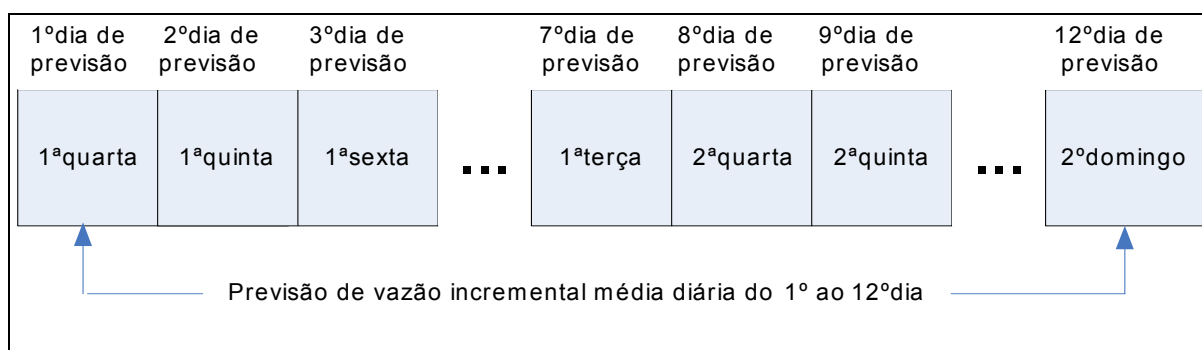 1ºdia de previsão
2ºdia de previsão
3ºdia de previsão
7ºdia de previsão
8ºdia de previsão
9ºdia de previsão
12ºdia de previsão
1ªquarta
1ªquinta
1ªsexta
...
1ªterça
2ªquarta
2ªquinta
...
2ºdomingo
Previsão de vazão incremental média diária do 1º ao 12ºdia